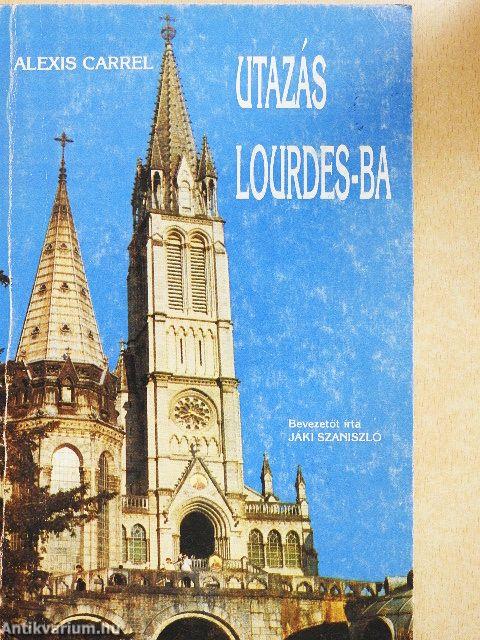 ALEXIS CARREL
UTAZÁS
LOURDES-BA
Bevezetőt írta
JÁKI SZANISZLÓ
Antikvarium.hu